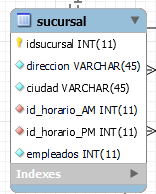 sucursal
idsucursal INT(11)
direccion VARCHAR(45)
ciudad VARCHAR(45)
id_horario_AM INT(11)
id_horario_PM INT(11)
empleados INT(11)
Indexes